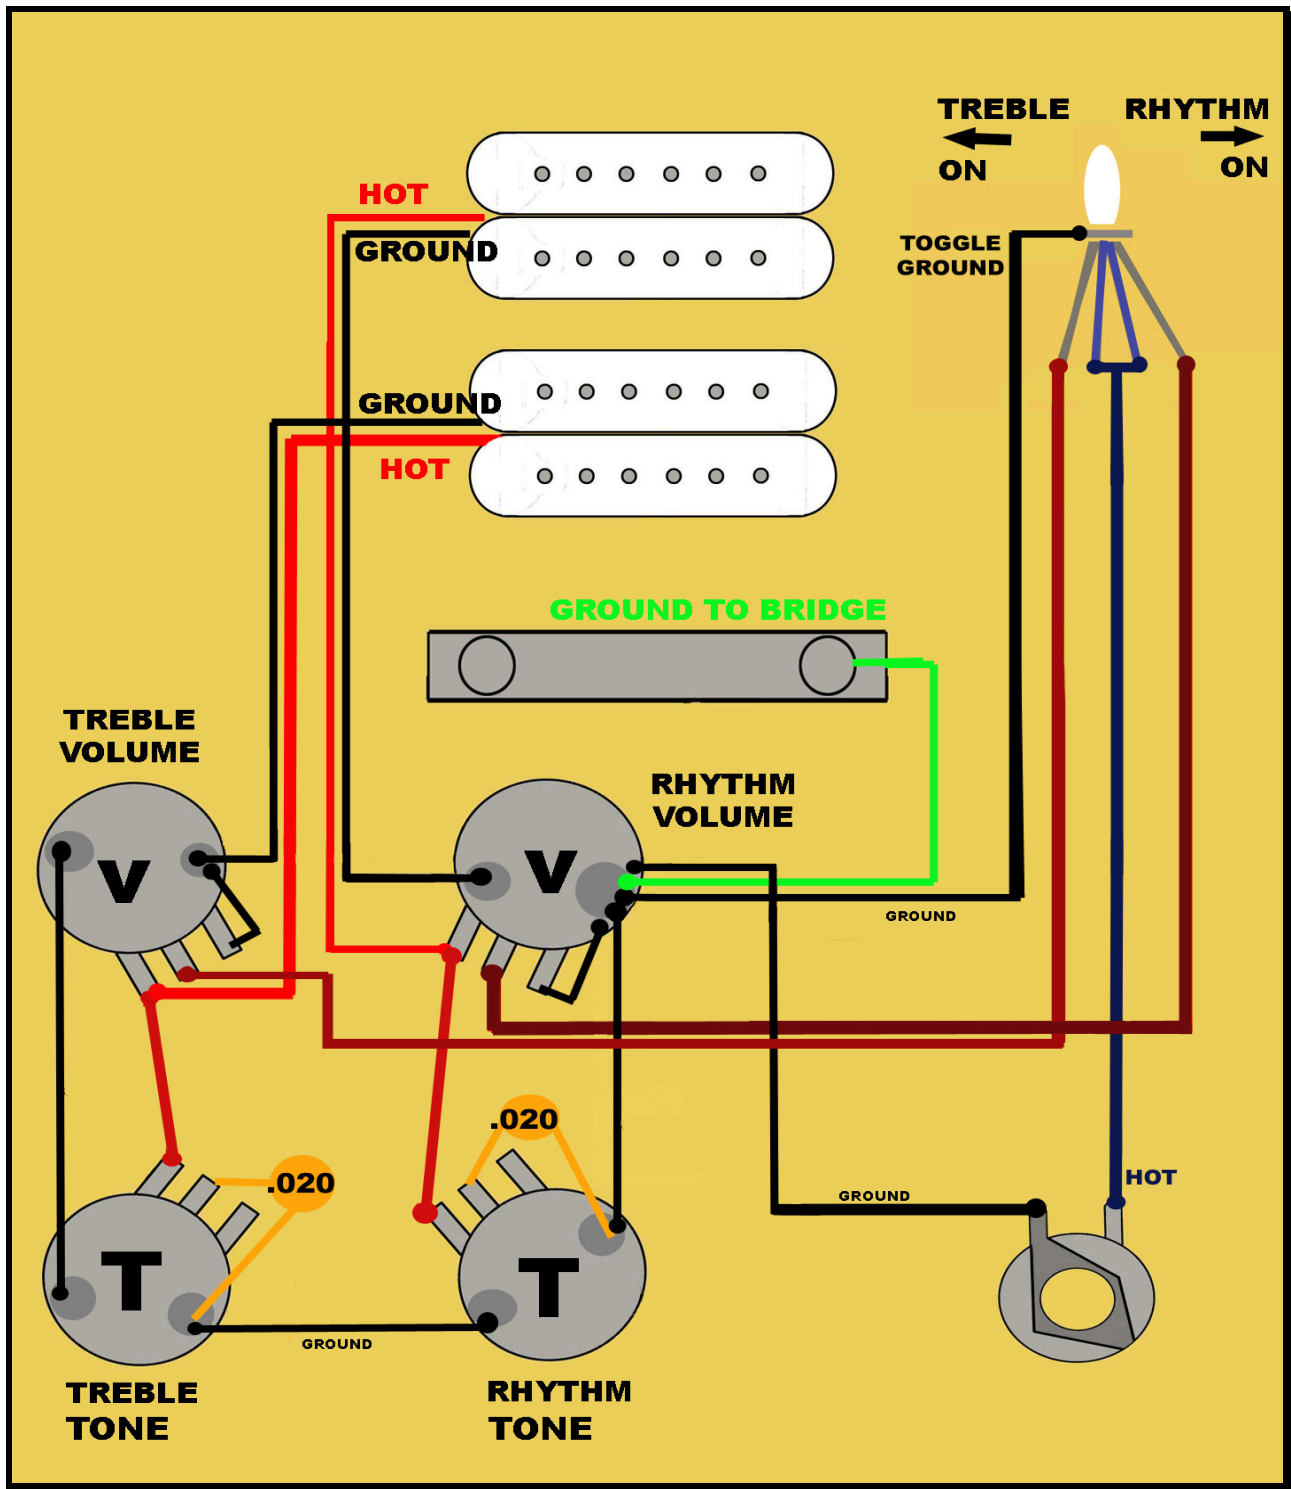 TREBLE
RHYTHM
ON
ON
HOT
GROUND
TOGGLE
GROUND
GROUND
HOT
GROUND TO BRIDGE
TREBLE
VOLUME
RHYTHM
VOLUME
V
V
GROUND
.020
.020
HOT
GROUND
T
T
GROUND
TREBLE
TONE
RHYTHM
TONE